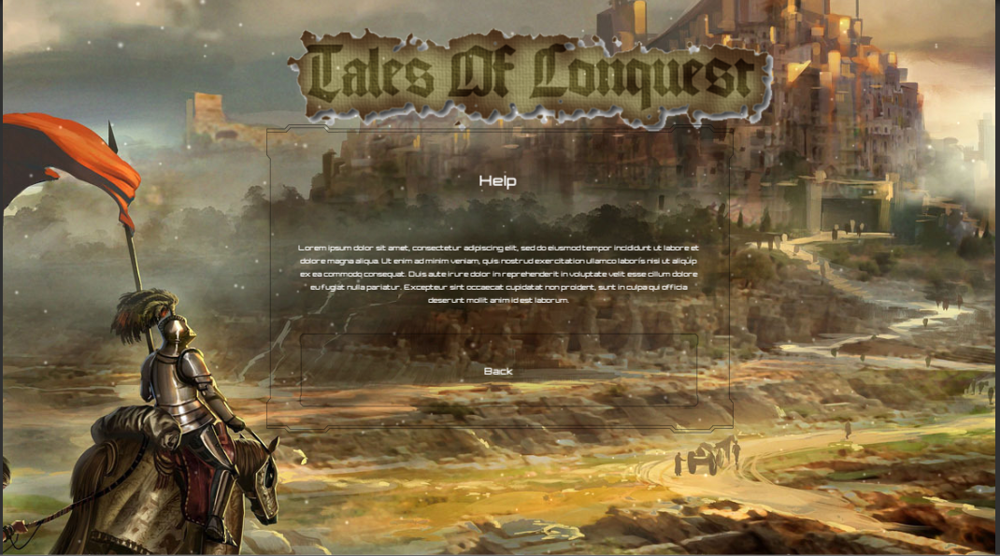 Tales Of Conquest
Help
Lorem ipsum dolor sit amet, consectetur adipiscing elit, sed do eiusmod tempor incididunt ut labore et
dolore magna aliqua. Ut enim ad minim veniam, quis nostrud exercitation ullamco laboris nisi ut aliquip
ex ea commodo consequat. Duis aute irure dolor in reprehenderit in voluptate velit esse cillum dolore
eu fugiat nulla pariatur. Excepteur sint occaecat cupidatat non proident, sunt in culpa qui officia
deserunt mollit anim id est laborum.
Back